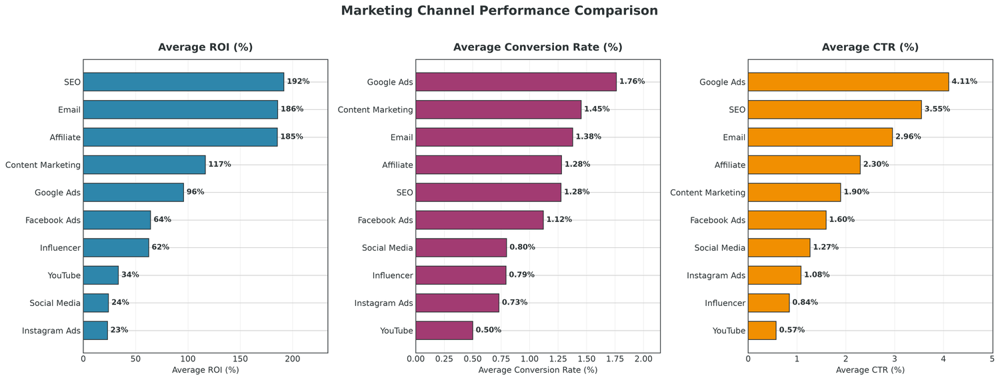 Marketing Channel Performance Comparison
Average ROI (%)
SEO 192%
Email 186%
Affiliate 185%
Content Marketing 117%
Google Ads 96%
Facebook Ads 64%
Influencer 62%
YouTube 34%
Social Media 24%
Instagram Ads 23%
0 50 100 150 200
Average ROI (%)
Average Conversion Rate (%)
Google Ads 1.76%
Content Marketing 1.45%
Email 1.38%
Affiliate 1.28%
SEO 1.28%
Facebook Ads 1.12%
Social Media 0.80%
Influencer 0.79%
Instagram Ads 0.73%
YouTube 0.50%
0.00 0.25 0.50 0.75 1.00 1.25 1.50 1.75 2.00
Average Conversion Rate (%)
Average CTR (%)
Google Ads 4.11%
SEO 3.55%
Email 2.96%
Affiliate 2.30%
Content Marketing 1.90%
Facebook Ads 1.60%
Social Media 1.27%
Instagram Ads 1.08%
Influencer 0.84%
YouTube 0.57%
0 1 2 3 4 5
Average CTR (%)